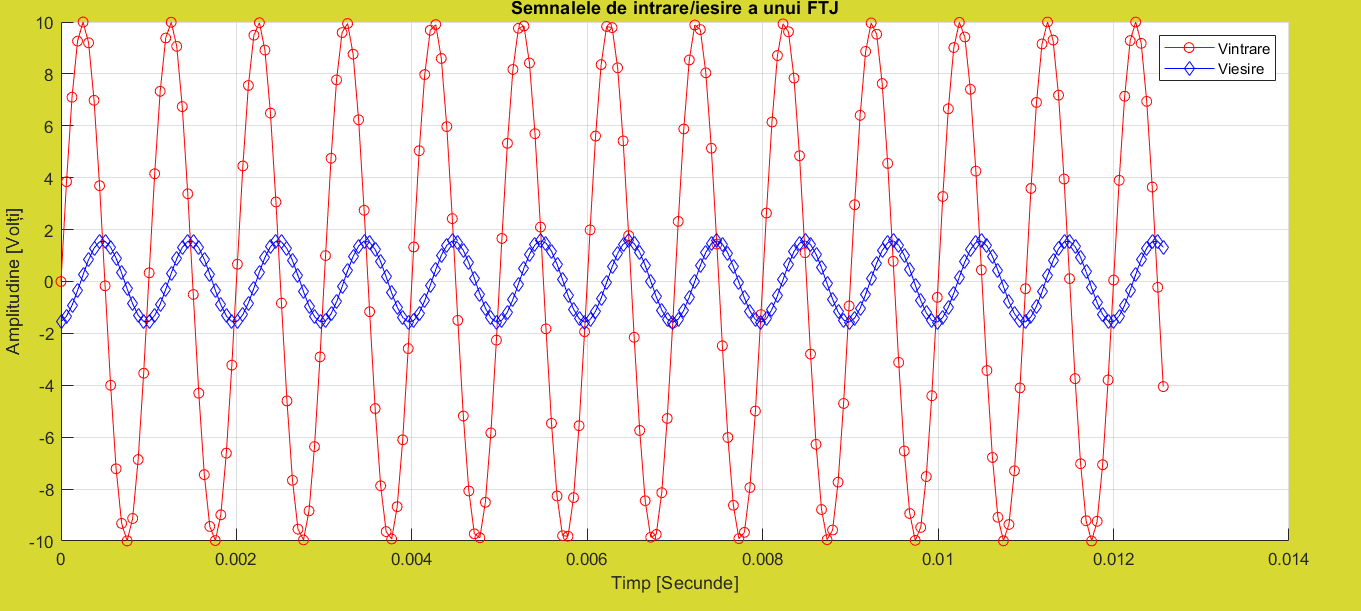 Semnalele de intrare/iesire a unui FTJ
Vintrare
Viesire
Amplitudine [Volți]
10
8
6
4
2
0
-2
-4
-6
-8
-10
0 0.002 0.004 0.006 0.008 0.01 0.012 0.014
Timp [Secunde]